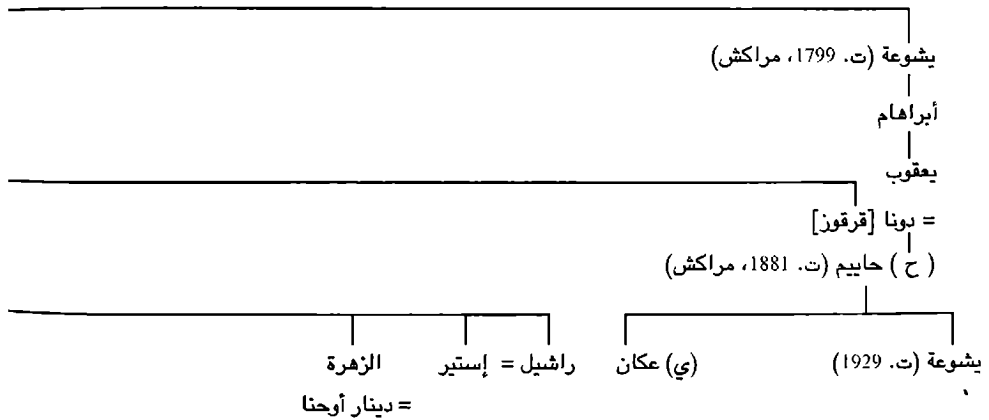 يشوعة (ت. 1799، مراكش)
أبراهام
يعقوب
= دونا [قرقوز]
( ح ) حاييم (ت. 1881، مراكش)
يشوعة (ت. 1929) (ي) عكان راشيل = إستير الزهرة
= دينار أوحنا